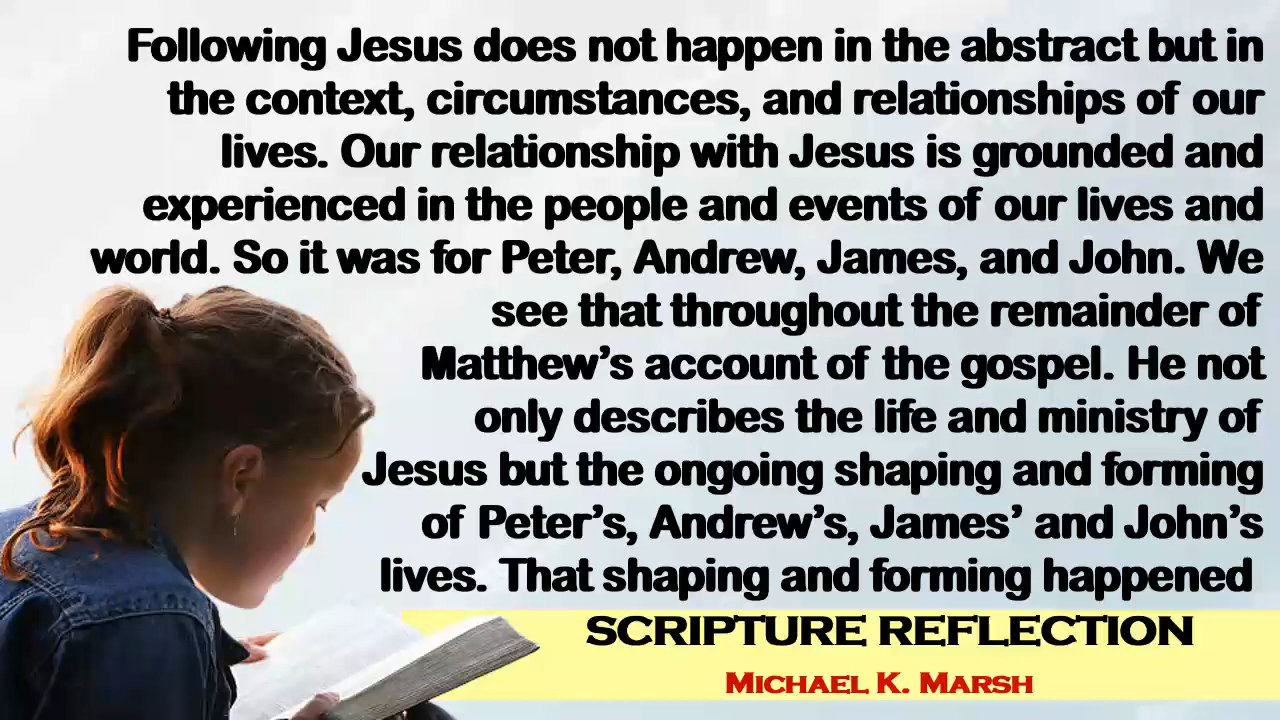 Following Jesus does not happen in the abstract but in
the context, circumstances, and relationships of our
lives. Our relationship with Jesus is grounded and
experienced in the people and events of our lives and
world. So it was for Peter, Andrew, James, and John. We
see that throughout the remainder of
Matthew’s account of the gospel. He not
only describes the life and ministry of
Jesus but the ongoing shaping and forming
of Peter’s, Andrew’s, James’ and John’s
lives. That shaping and forming happened
SCRIPTURE REFLECTION
Michael K. Marsh